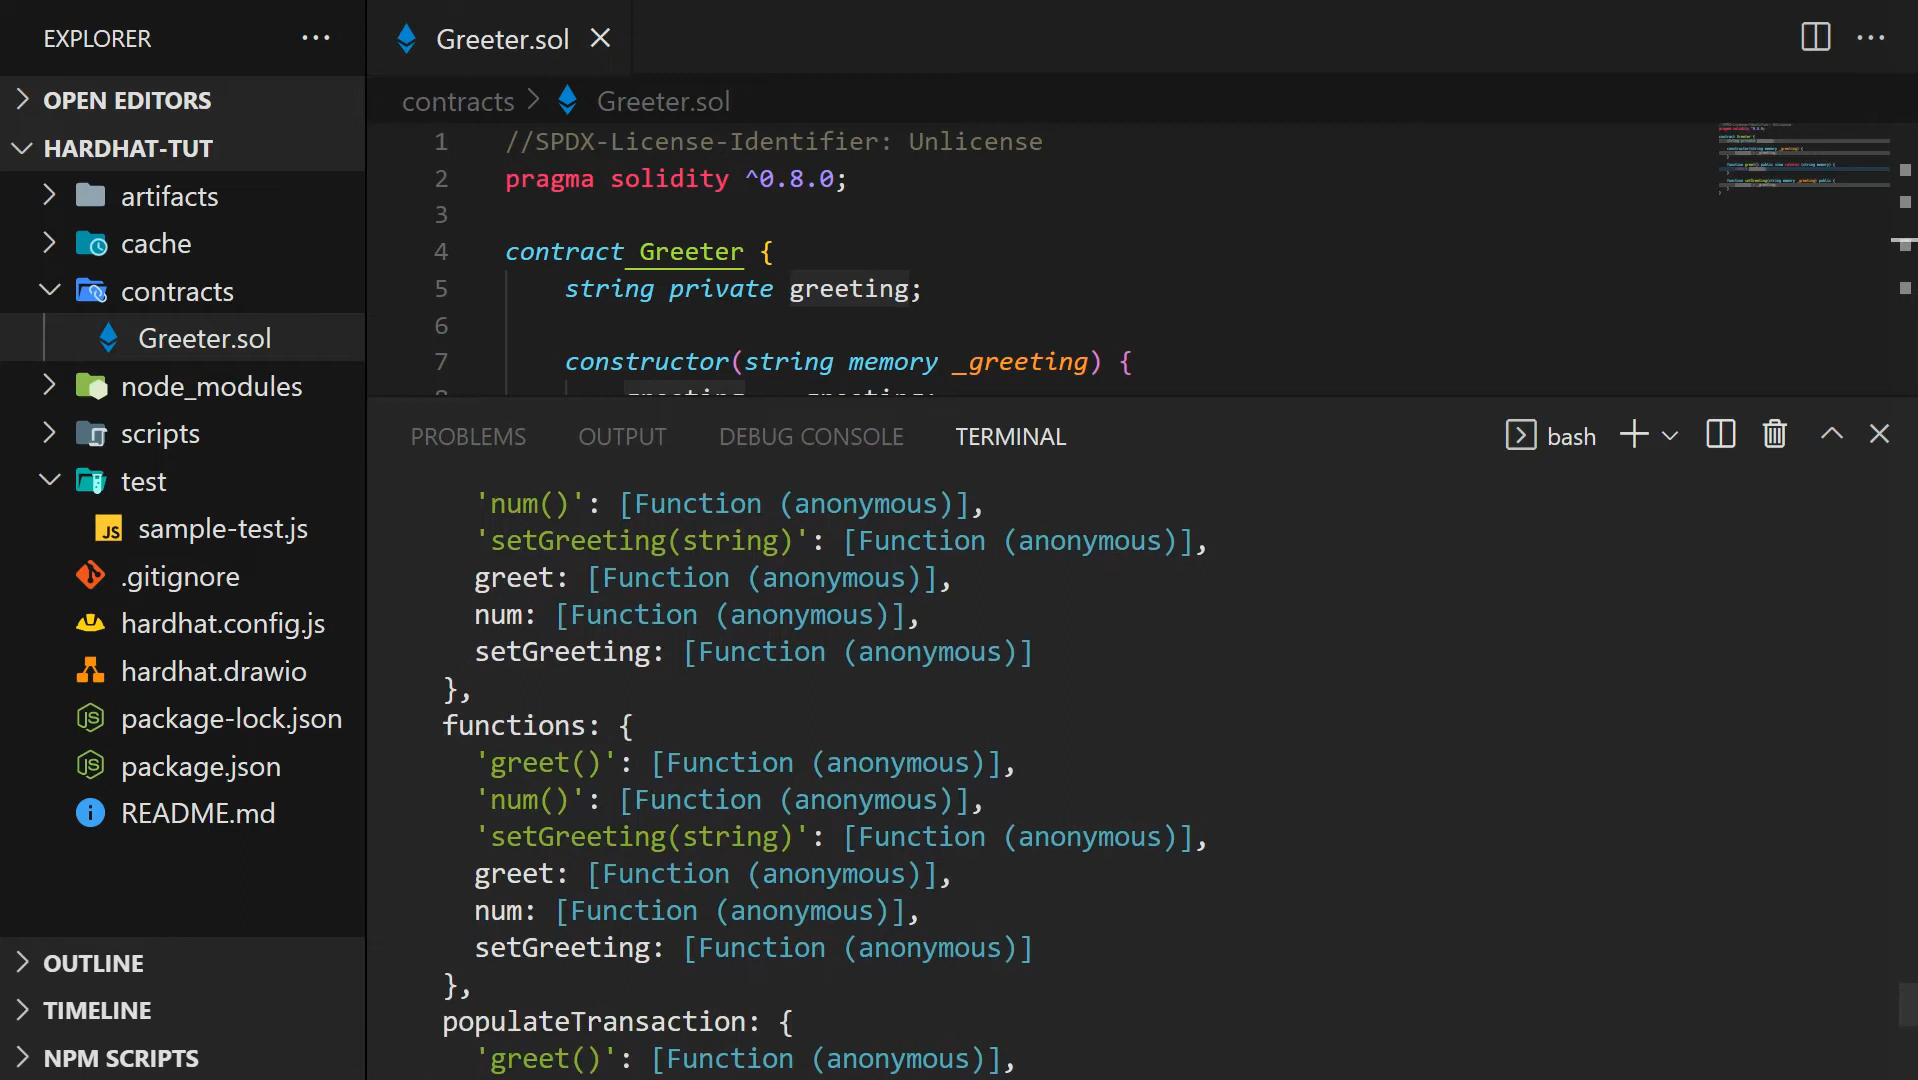 EXPLORER
OPEN EDITORS
HARDHAT-TUT
artifacts
cache
contracts
Greeter.sol
node_modules
scripts
test
sample-test.js
.gitignore
hardhat.config.js
hardhat.drawio
package-lock.json
package.json
README.md
OUTLINE
TIMELINE
NPM SCRIPTS
Greeter.sol
contracts > Greeter.sol
1 //SPDX-License-Identifier: Unlicense
2 pragma solidity ^0.8.0;
3
4 contract Greeter {
5 string private greeting;
6
7 constructor(string memory _greeting) {
PROBLEMS OUTPUT DEBUG CONSOLE TERMINAL bash
'num()': [Function (anonymous)],
'setGreeting(string)': [Function (anonymous)],
greet: [Function (anonymous)],
num: [Function (anonymous)],
setGreeting: [Function (anonymous)]
},
functions: {
'greet()': [Function (anonymous)],
'num()': [Function (anonymous)],
'setGreeting(string)': [Function (anonymous)],
greet: [Function (anonymous)],
num: [Function (anonymous)],
setGreeting: [Function (anonymous)]
},
populateTransaction: {
'greet()': [Function (anonymous)],